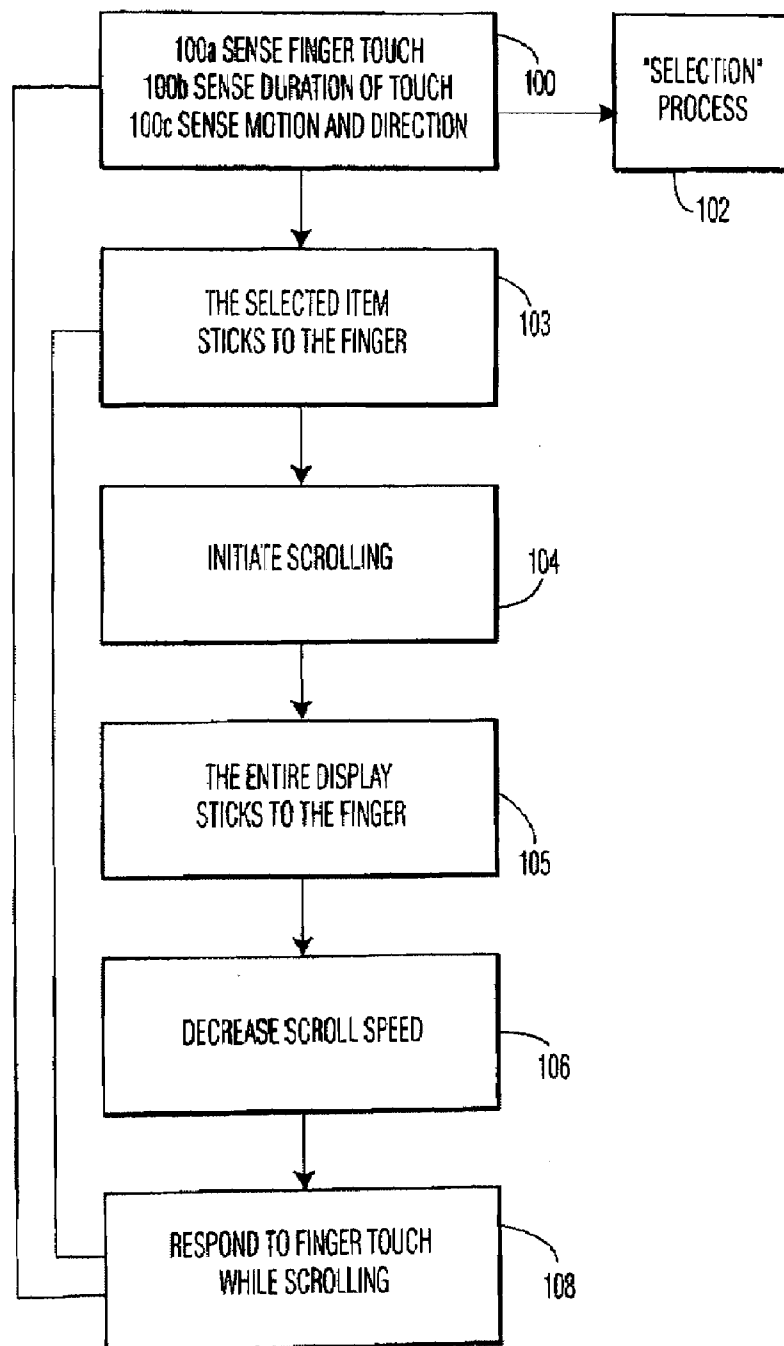 100a SENSE FINGER TOUCH
100b SENSE DURATION OF TOUCH
100c SENSE MOTION AND DIRECTION
100
"SELECTION"
PROCESS
102
THE SELECTED ITEM
STICKS TO THE FINGER
103
INITIATE SCROLLING
104
THE ENTIRE DISPLAY
STICKS TO THE FINGER
105
DECREASE SCROLL SPEED
106
RESPOND TO FINGER TOUCH
WHILE SCROLLING
108